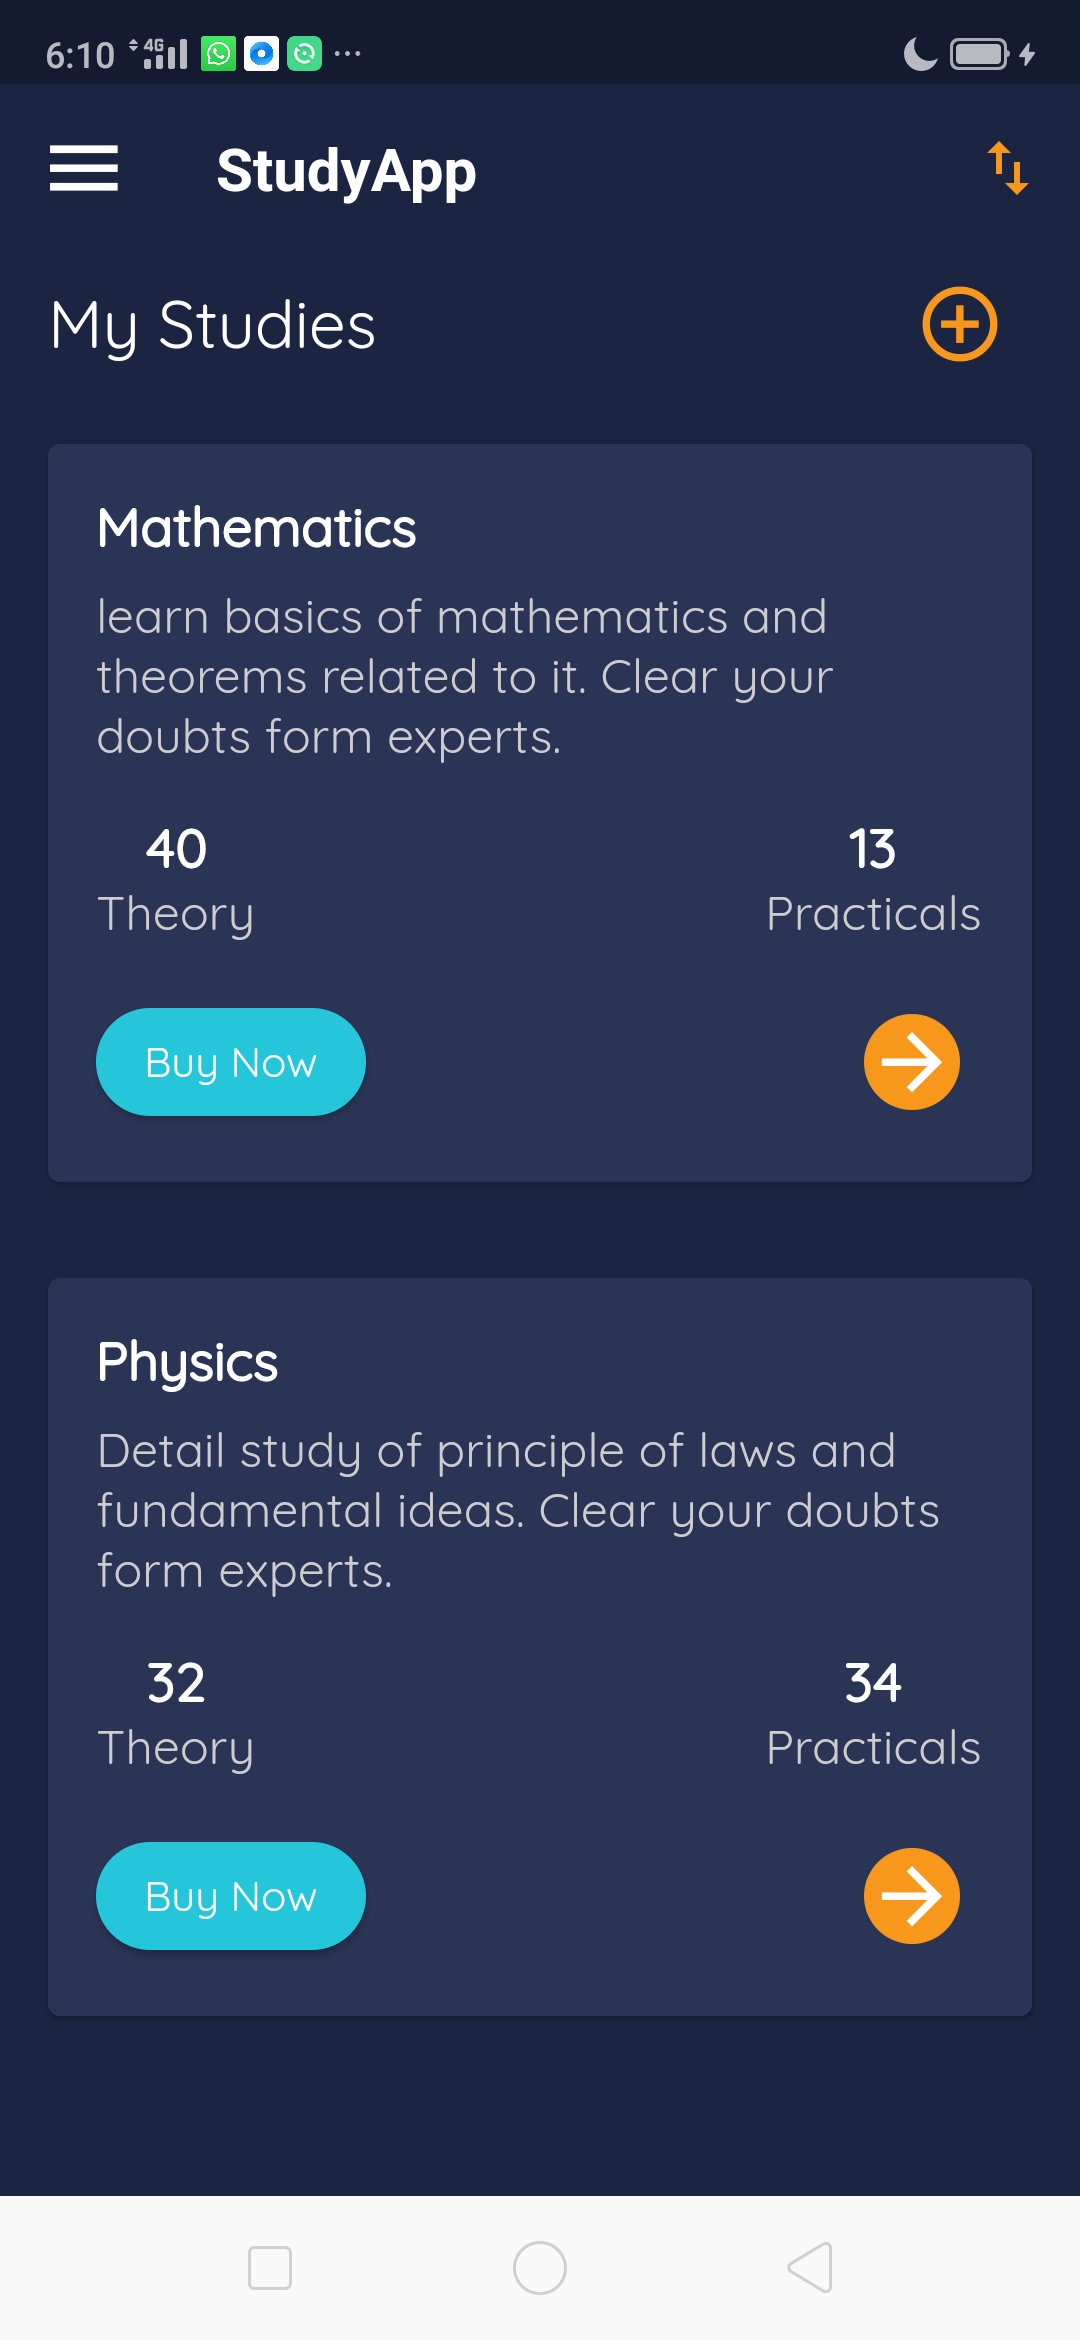 6:10 4G
StudyApp
My Studies
Mathematics
learn basics of mathematics and
theorems related to it. Clear your
doubts form experts.
40 13
Theory Practicals
Buy Now
Physics
Detail study of principle of laws and
fundamental ideas. Clear your doubts
form experts.
32 34
Theory Practicals
Buy Now